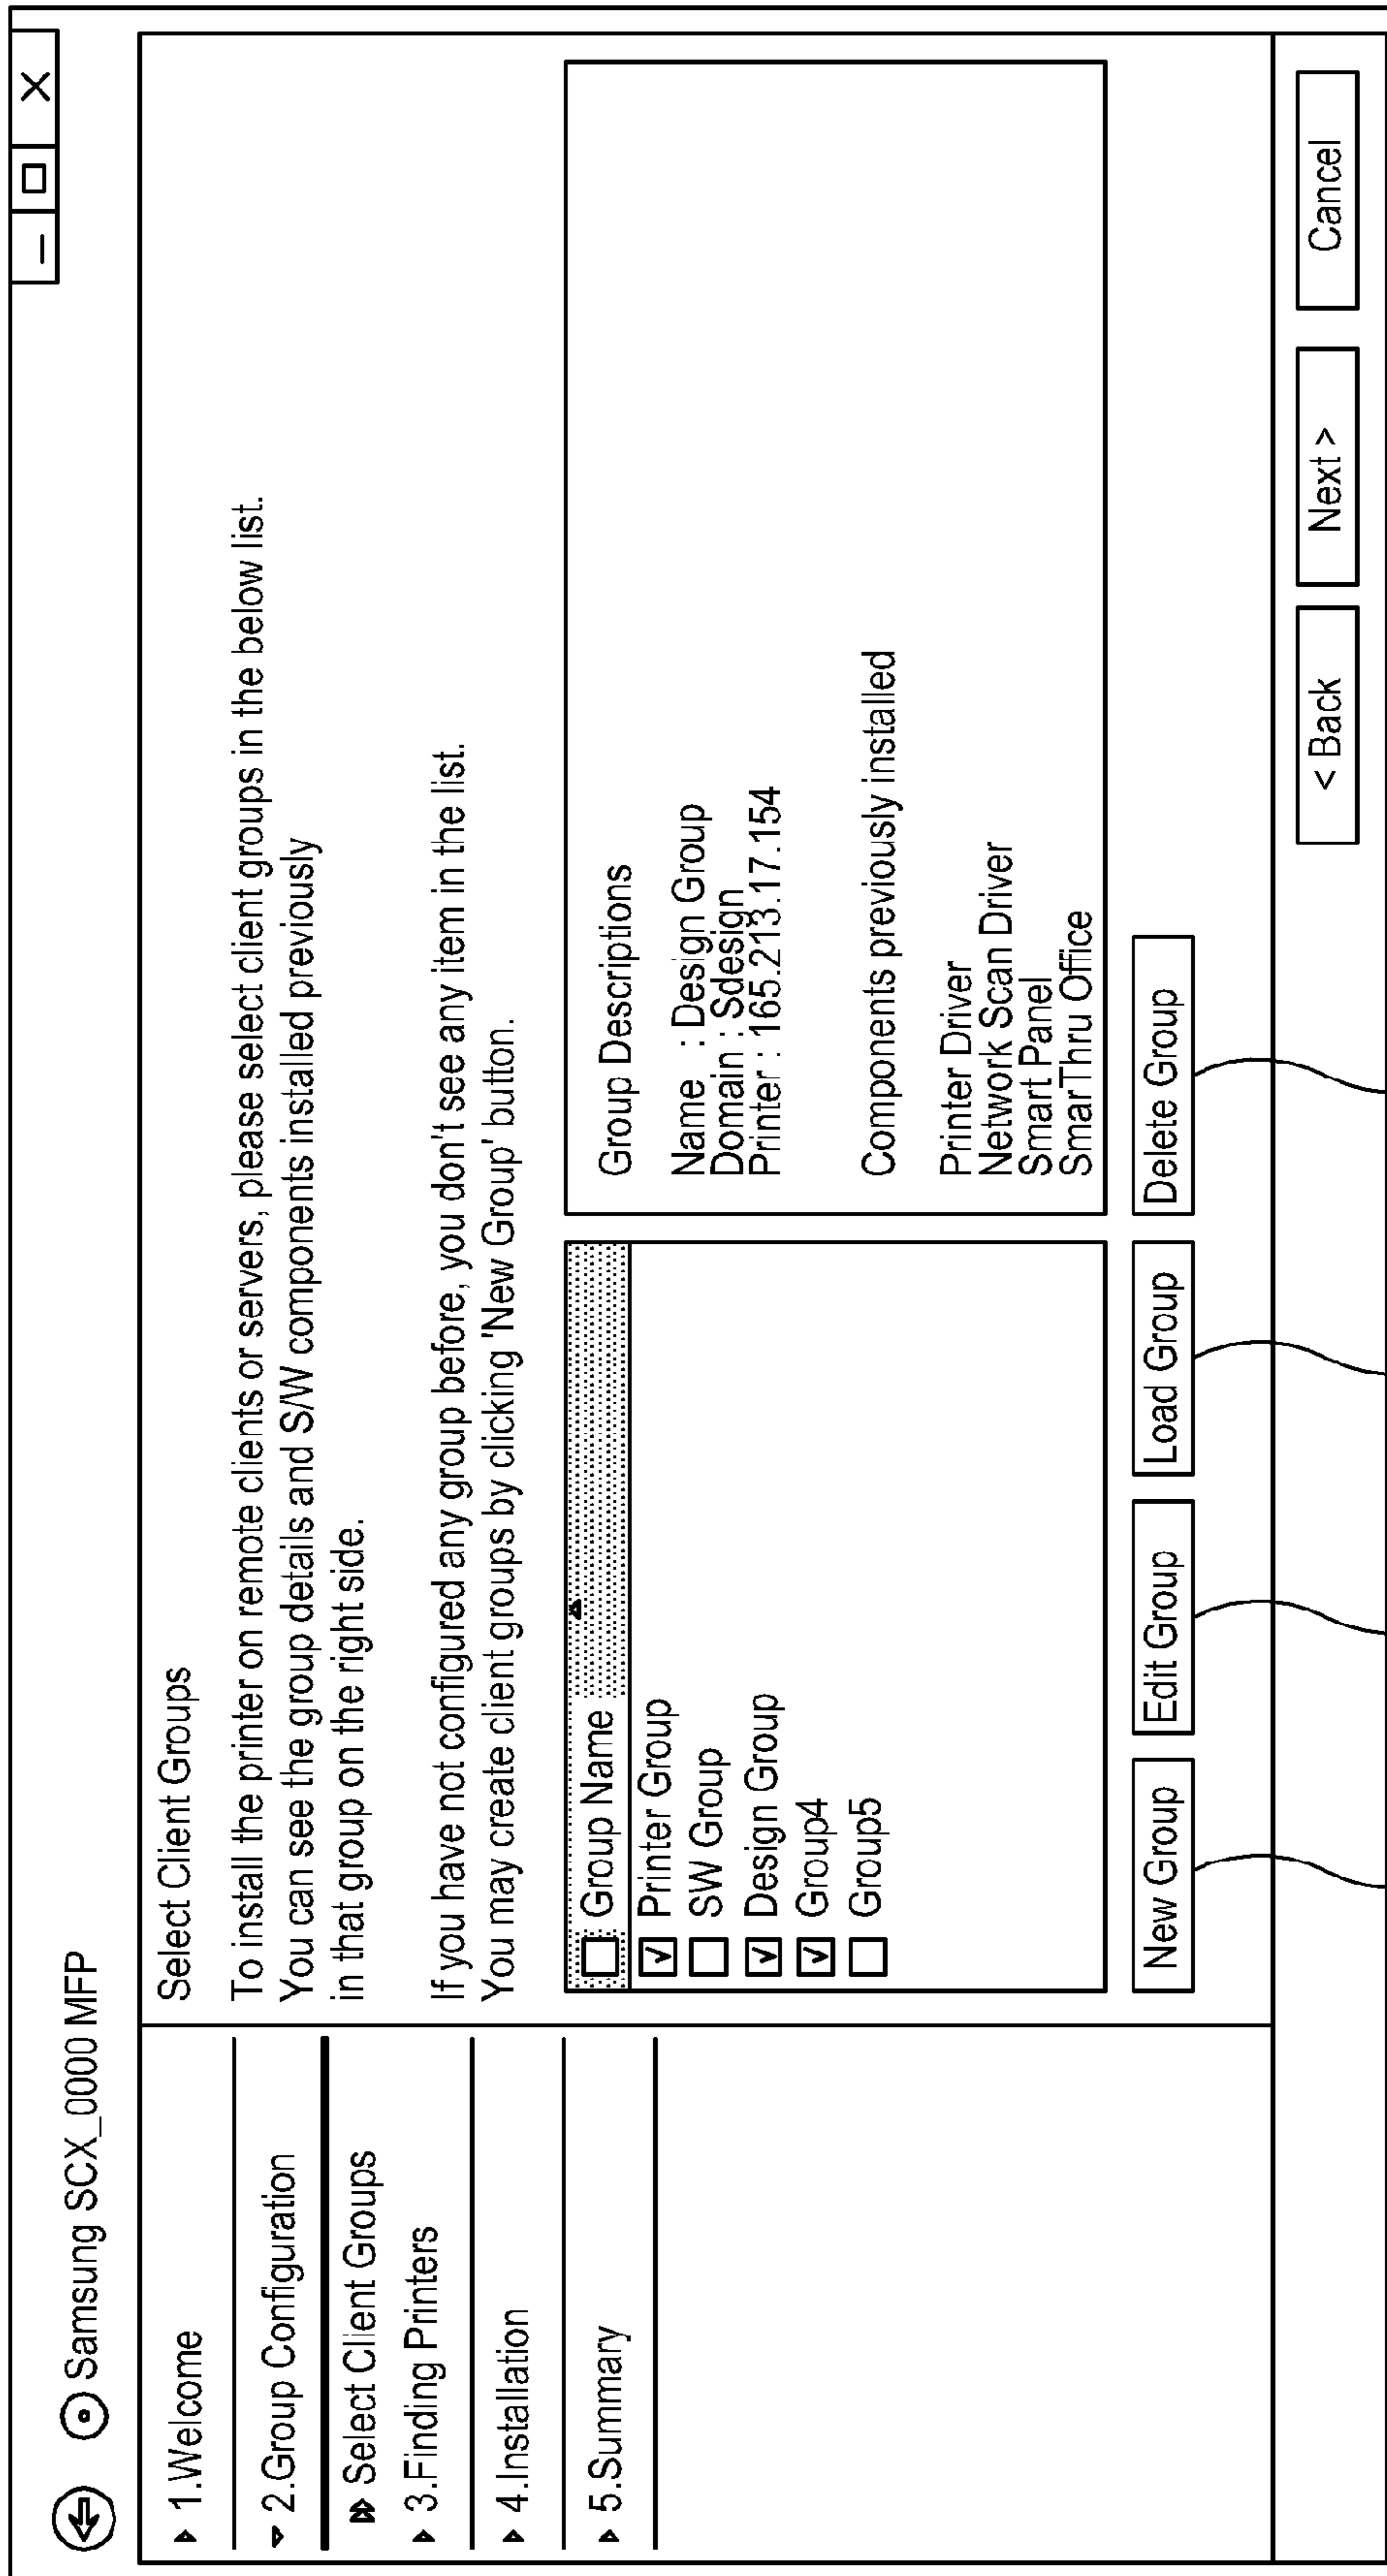 Samsung SCX_0000 MFP
1.Welcome
2.Group Configuration
Select Client Groups
3.Finding Printers
4.Installation
5.Summary
Select Client Groups
To install the printer on remote clients or servers, please select client groups in the below list.
You can see the group details and S/W components installed previously
in that group on the right side.
If you have not configured any group before, you don't see any item in the list.
You may create client groups by clicking 'New Group' button.
Group Name
Printer Group
SW Group
Design Group
Group4
Group5
Group Descriptions
Name : Design Group
Domain : Sdesign
Printer : 165.213.17.154
Components previously installed
Printer Driver
Network Scan Driver
Smart Panel
SmarThru Office
New Group
Edit Group
Load Group
Delete Group
< Back
Next >
Cancel